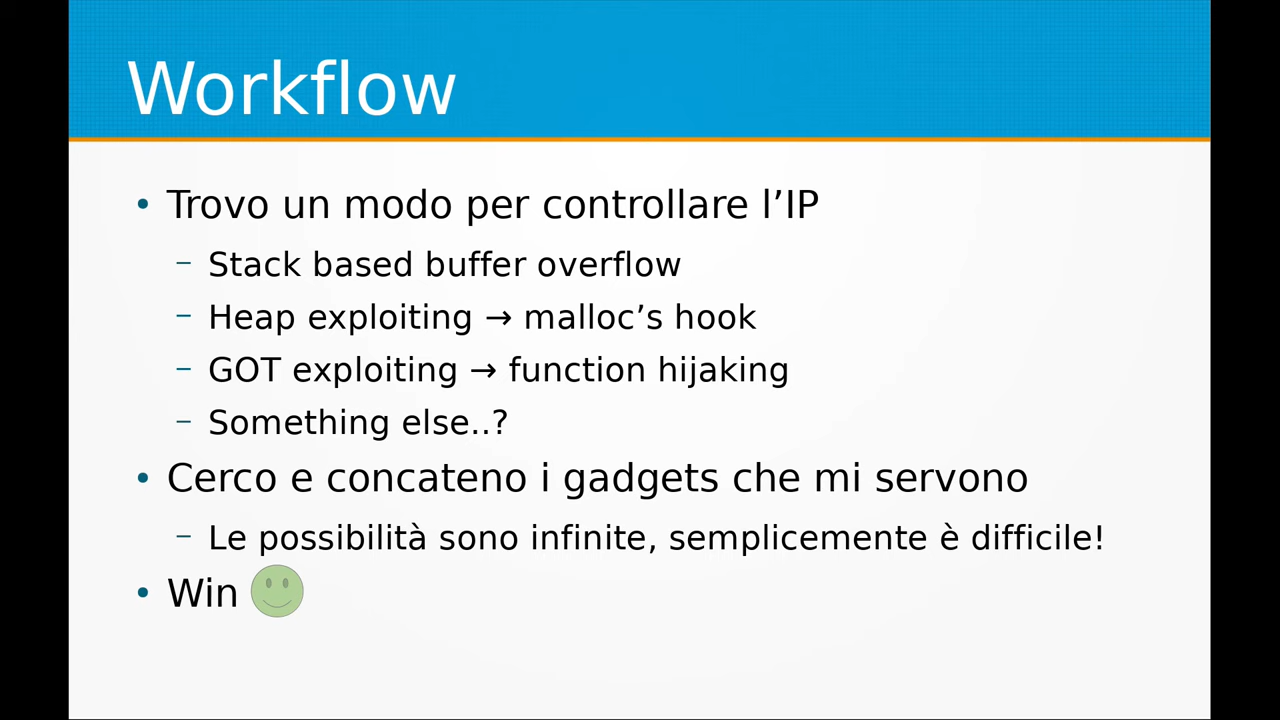 Workflow
• Trovo un modo per controllare l’IP
– Stack based buffer overflow
– Heap exploiting → malloc’s hook
– GOT exploiting → function hijaking
– Something else..?
• Cerco e concateno i gadgets che mi servono
– Le possibilità sono infinite, semplicemente è difficile!
• Win